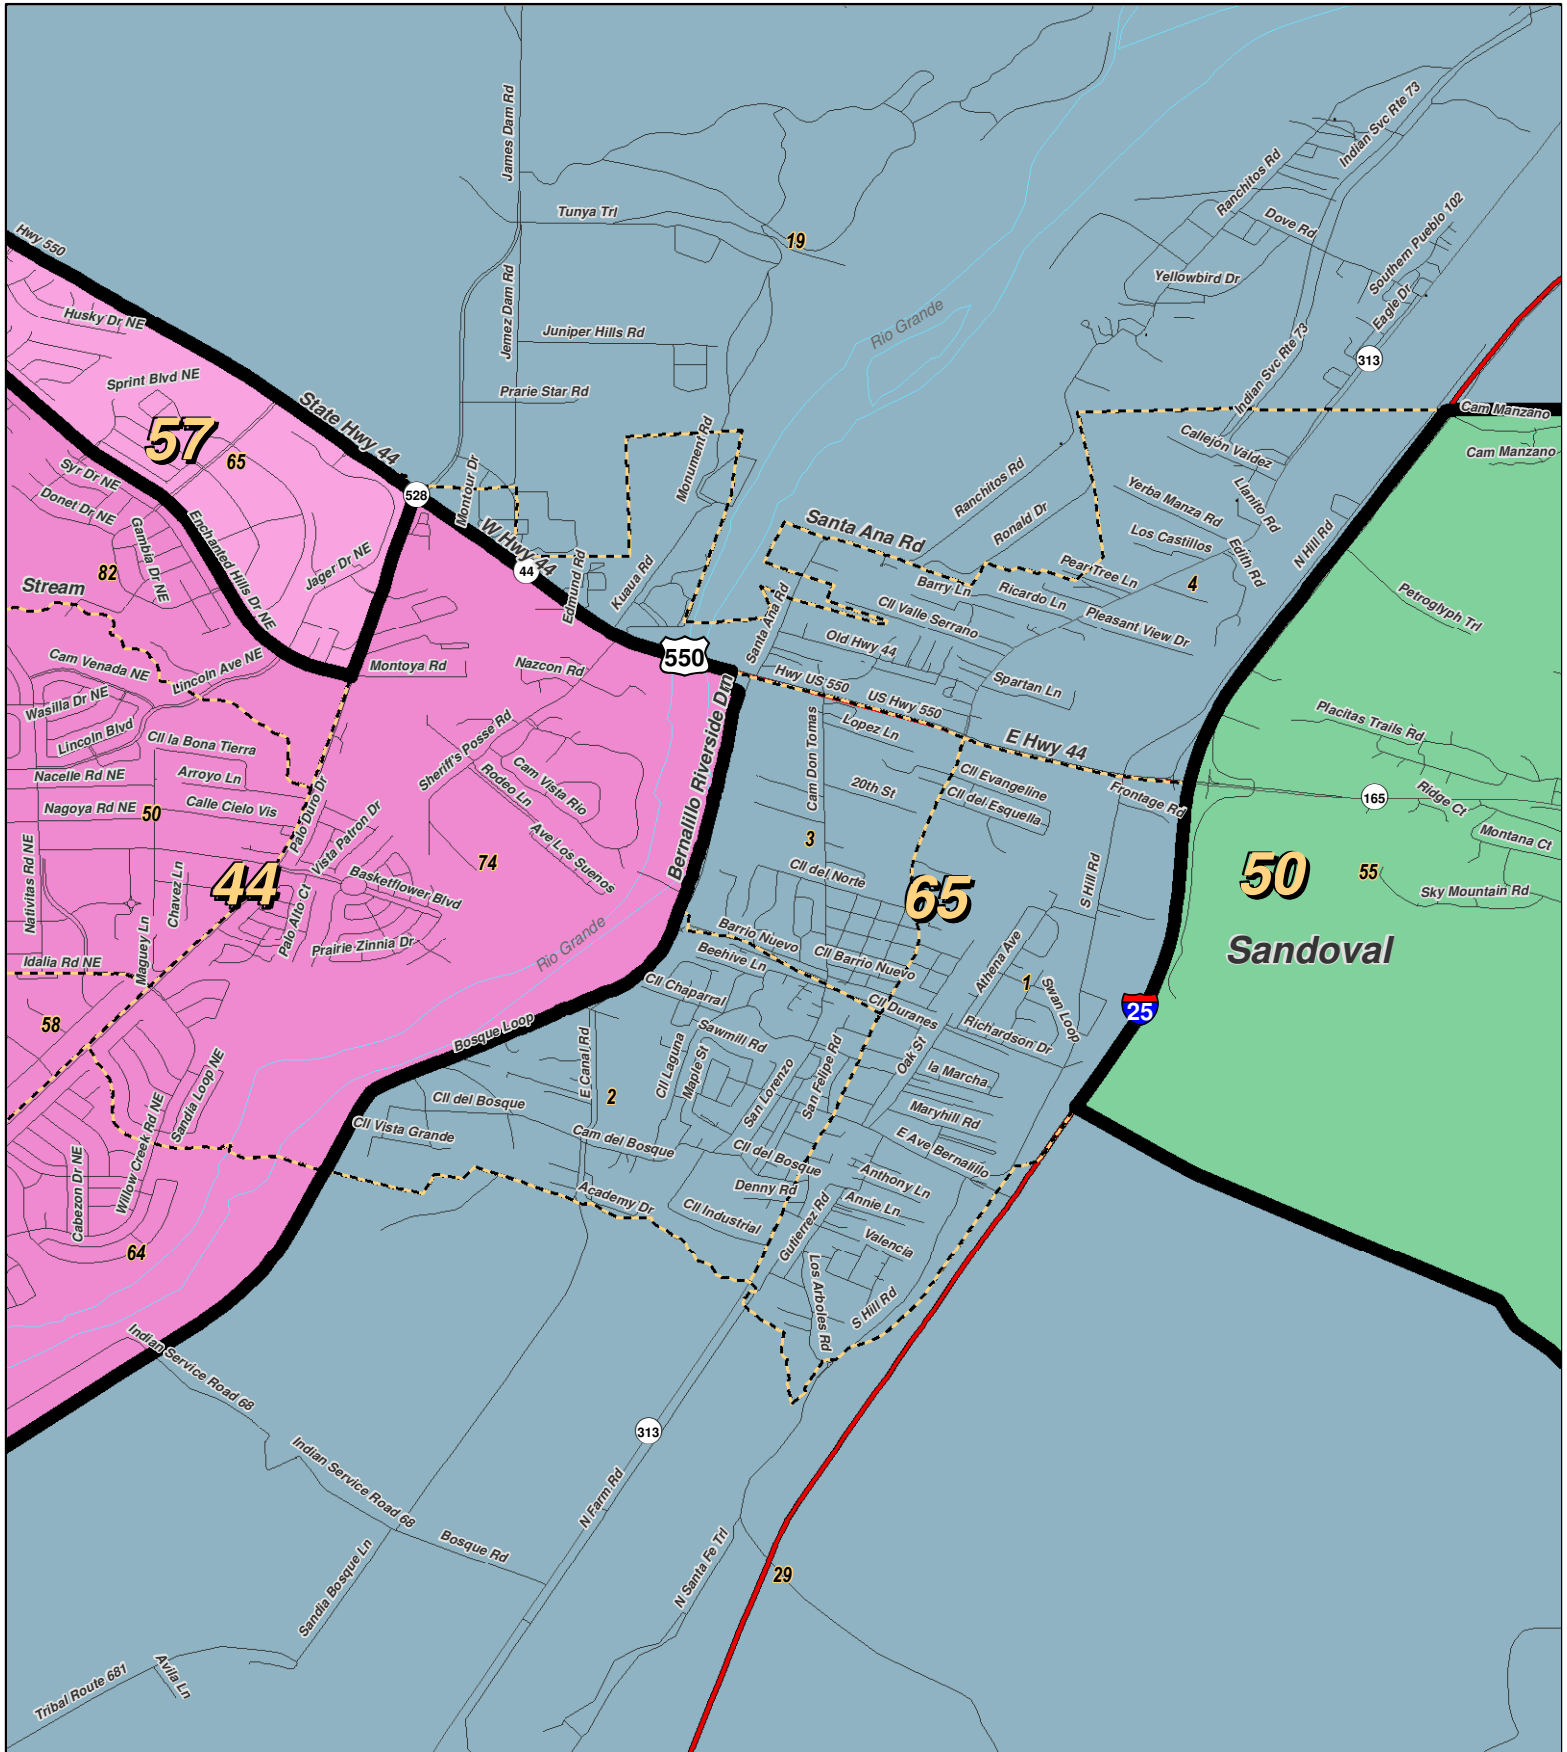 James Dam Rd
Indian Svc Rte 73
Ranchitos Rd
Tunya Trl
19
Dove Rd
Southern Pueblo 102
Hwy 550
Yellowbird Dr
Eagle Dr
Jemez Dam Rd
Rio Grande
Husky Dr NE
Juniper Hills Rd
313
Indian Svc Rte 73
Sprint Blvd NE
Prarie Star Rd
State Hwy 44
Cam Manzano
57
65
Monument Rd
Callejón Valdez
Cam Manzano
Syr Dr NE
Montour Dr
528
Ranchitos Rd
Yerba Manza Rd
Llanito Rd
Donet Dr NE
Gambia Dr NE
Enchanted Hills Dr NE
W Hwy 44
Santa Ana Rd
Ronald Dr
Los Castillos
Edith Rd
N Hill Rd
Jager Dr NE
44
82
Stream
Edmund Rd
Kuaua Rd
Pear Tree Ln
Barry Ln
Ricardo Ln
4
Petroglyph Trl
Cll Valle Serrano
Pleasant View Dr
Santa Ana Rd
Old Hwy 44
Cam Venada NE
Lincoln Ave NE
Montoya Rd
Nazcon Rd
550
Hwy US 550
US Hwy 550
Spartan Ln
Wasilla Dr NE
Lincoln Blvd
Cll la Bona Tierra
Sheriff's Posse Rd
Lopez Ln
E Hwy 44
Placitas Trails Rd
Nacelle Rd NE
Arroyo Ln
Rodeo Ln
Cam Vista Rio
Bernalillo Riverside Drn
Cam Don Tomas
20th St
Cll Evangeline
Cll del Esquella
Frontage Rd
165
Ridge Ct
Nagoya Rd NE
50
Calle Cielo Vis
Palo Duro Dr
Vista Patron Dr
Ave Los Suenos
3
Montana Ct
Nativitas Rd NE
Chavez Ln
44
74
Basketflower Blvd
Cll del Norte
65
S Hill Rd
50
55
Sky Mountain Rd
Palo Alto Ct
Prairie Zinnia Dr
Rio Grande
Barrio Nuevo
Beehive Ln
Cll Barrio Nuevo
Athena Ave
Sandoval
Idalia Rd NE
Maguey Ln
Cll Chaparral
1
Swan Loop
58
Bosque Loop
Cll Duranes
Richardson Dr
25
Sawmill Rd
E Canal Rd
Cll Laguna
Maple St
San Lorenzo
San Felipe Rd
Oak St
la Marcha
Sandia Loop NE
Willow Creek Rd NE
Cll del Bosque
2
Maryhill Rd
Cll Vista Grande
Cam del Bosque
Cll del Bosque
E Ave Bernalillo
Cabezon Dr NE
Anthony Ln
Denny Rd
Annie Ln
Academy Dr
Cll Industrial
Gutierrez Rd
Valencia
64
Los Arboles Rd
S Hill Rd
Indian Service Road 68
313
Indian Service Road 68
N Farm Rd
Bosque Rd
Sandia Bosque Ln
N Santa Fe Trl
29
Tribal Route 681
Avila Ln